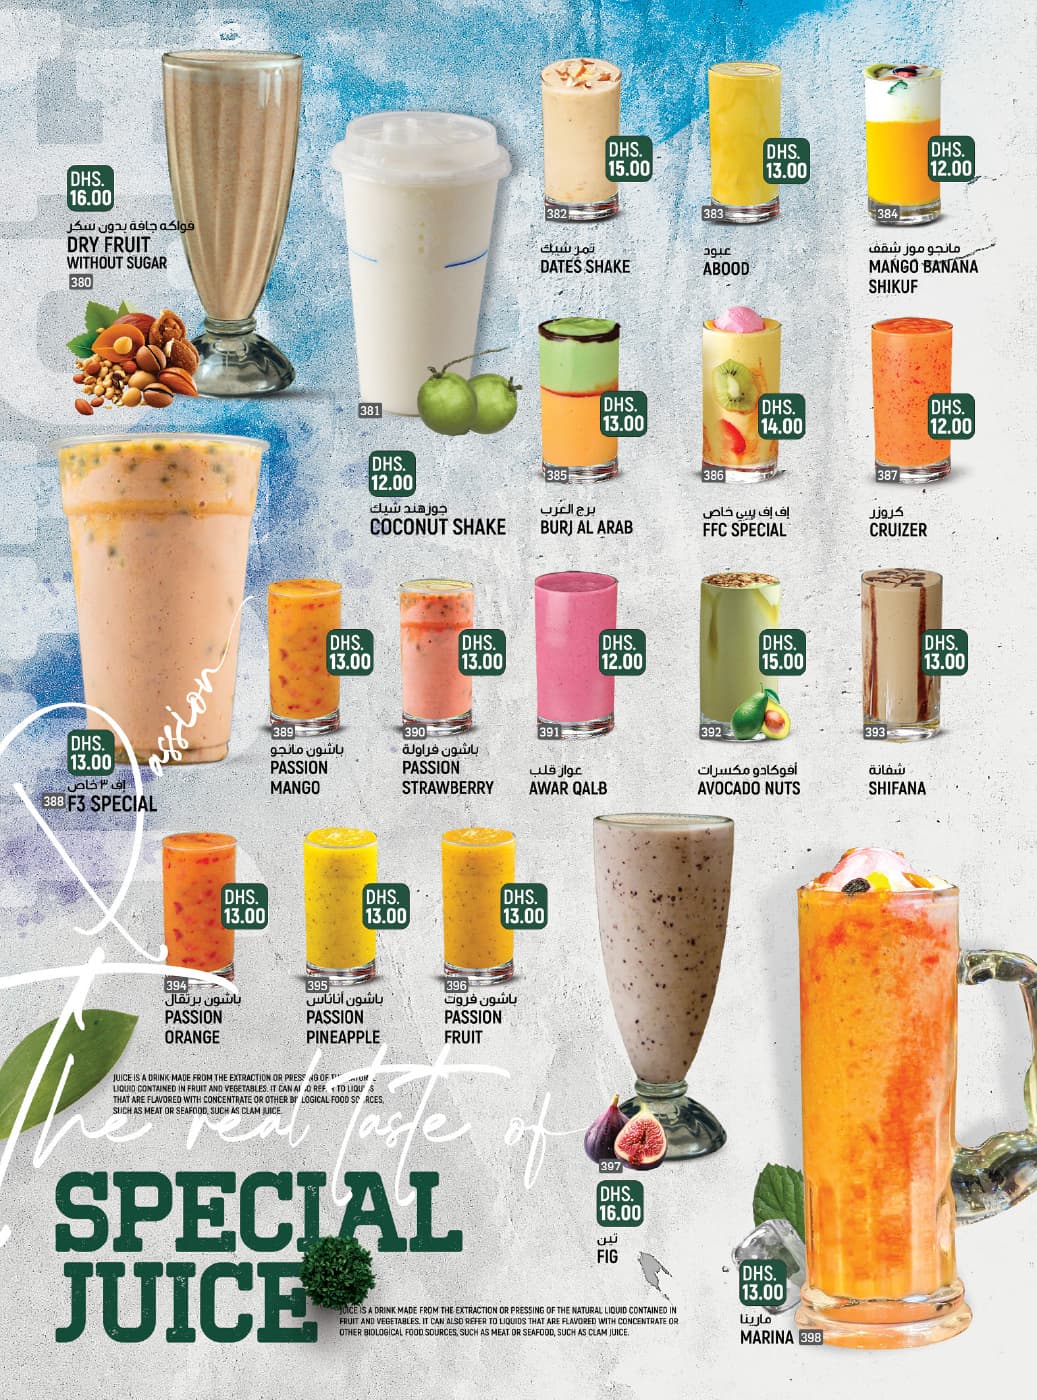 DHS.
16.00
فواكه جافة بدون سكر
DRY FRUIT
WITHOUT SUGAR
380
381
DHS.
12.00
جوزهند شيك
COCONUT SHAKE
DHS.
15.00
382
تمر شيك
DATES SHAKE
DHS.
13.00
383
عبود
ABOOD
DHS.
12.00
384
مانجو موز شقف
MANGO BANANA
SHIKUF
DHS.
13.00
385
برج العرب
BURJ AL ARAB
DHS.
14.00
386
إف إف سي خاص
FFC SPECIAL
DHS.
12.00
387
كروزر
CRUIZER
DHS.
13.00
إف ٣ خاص
388 F3 SPECIAL
Passion
DHS.
13.00
389
باشون مانجو
PASSION
MANGO
DHS.
13.00
390
باشون فراولة
PASSION
STRAWBERRY
DHS.
12.00
391
عوار قلب
AWAR QALB
DHS.
15.00
392
أفوكادو مكسرات
AVOCADO NUTS
DHS.
13.00
393
شفانة
SHIFANA
DHS.
13.00
394
باشون برتقال
PASSION
ORANGE
DHS.
13.00
395
باشون أناناس
PASSION
PINEAPPLE
DHS.
13.00
396
باشون فروت
PASSION
FRUIT
397
DHS.
16.00
تين
FIG
DHS.
13.00
مارينا
MARINA 398
JUICE IS A DRINK MADE FROM THE EXTRACTION OR PRESSING OF THE NATURAL
LIQUID CONTAINED IN FRUIT AND VEGETABLES. IT CAN ALSO REFER TO LIQUIDS
THAT ARE FLAVORED WITH CONCENTRATE OR OTHER BIOLOGICAL FOOD SOURCES,
SUCH AS MEAT OR SEAFOOD, SUCH AS CLAM JUICE.
The real taste of
SPECIAL
JUICE
JUICE IS A DRINK MADE FROM THE EXTRACTION OR PRESSING OF THE NATURAL LIQUID CONTAINED IN
FRUIT AND VEGETABLES. IT CAN ALSO REFER TO LIQUIDS THAT ARE FLAVORED WITH CONCENTRATE OR
OTHER BIOLOGICAL FOOD SOURCES, SUCH AS MEAT OR SEAFOOD, SUCH AS CLAM JUICE.